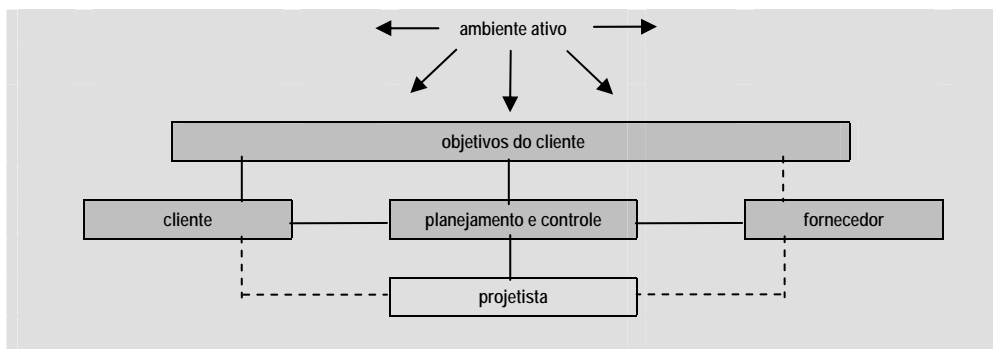 ambiente ativo
objetivos do cliente
cliente
planejamento e controle
fornecedor
projetista